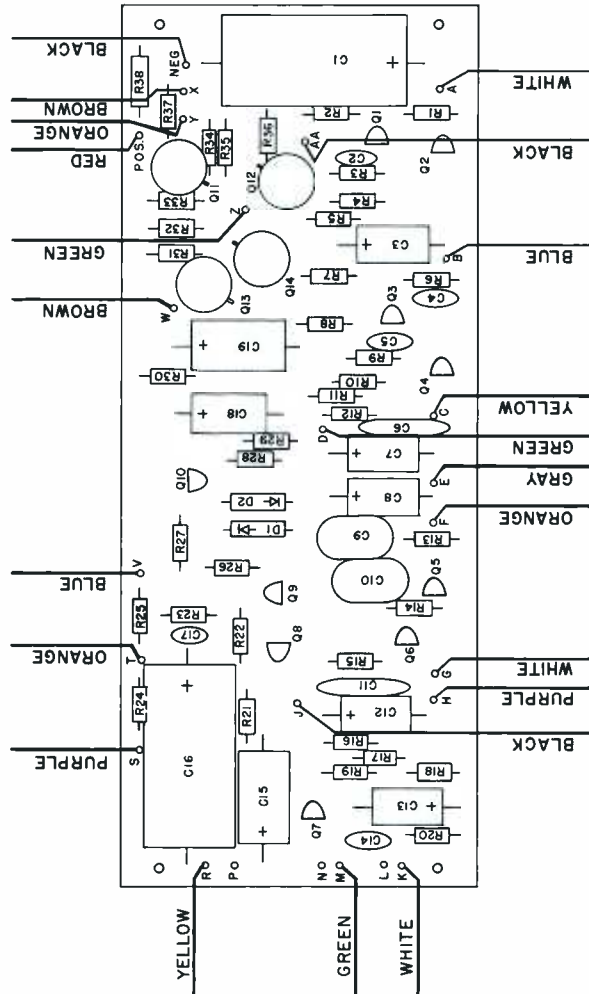 BLACK
NEG
R38
X
BROWN
R37
Y
ORANGE
POS.
RED
R34
R35
R36
Q11
Q12
R33
R32
GREEN
Z
R31
Q14
Q13
BROWN
W
C1
+
R2
R1
A
WHITE
Q1
AA
Q2
BLACK
C2
R3
R4
R5
C3
+
B
BLUE
R7
R6
C4
Q3
R8
C5
R9
+
C19
R30
R10
R11
Q4
R12
C
YELLOW
+
C18
D
C6
GREEN
R29
R28
+
C7
E
GRAY
Q10
+
C8
F
ORANGE
D2
D1
C9
R13
R27
R26
C10
Q5
V
BLUE
Q9
R14
R25
R23
C17
R22
Q8
Q6
ORANGE
T
R15
G
WHITE
C11
H
PURPLE
+
R24
R21
J
+
C12
BLACK
C16
R16
R17
R19
R18
PURPLE
S
C15
+
Q7
C13
+
R20
C14
+
R
P
N
M
L
K
YELLOW
GREEN
WHITE